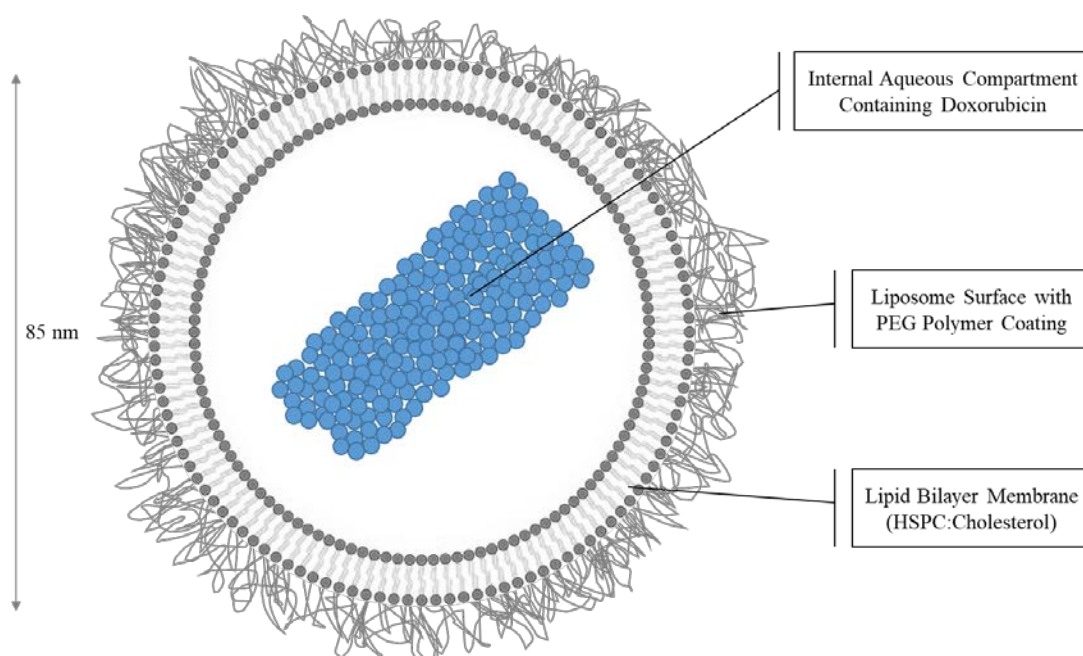 Internal Aqueous Compartment
Containing Doxorubicin
85 nm
Liposome Surface with
PEG Polymer Coating
Lipid Bilayer Membrane
(HSPC:Cholesterol)